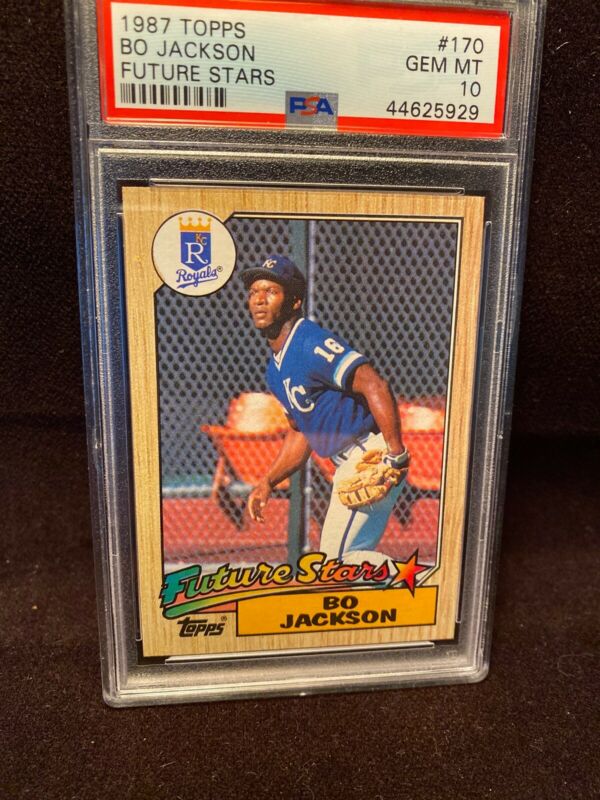 1987 TOPPS #170
BO JACKSON GEM MT
FUTURE STARS 10
PSA 44625929
KC
R
Royals®
KC
16
KC
Future Stars
BO
JACKSON
Topps®